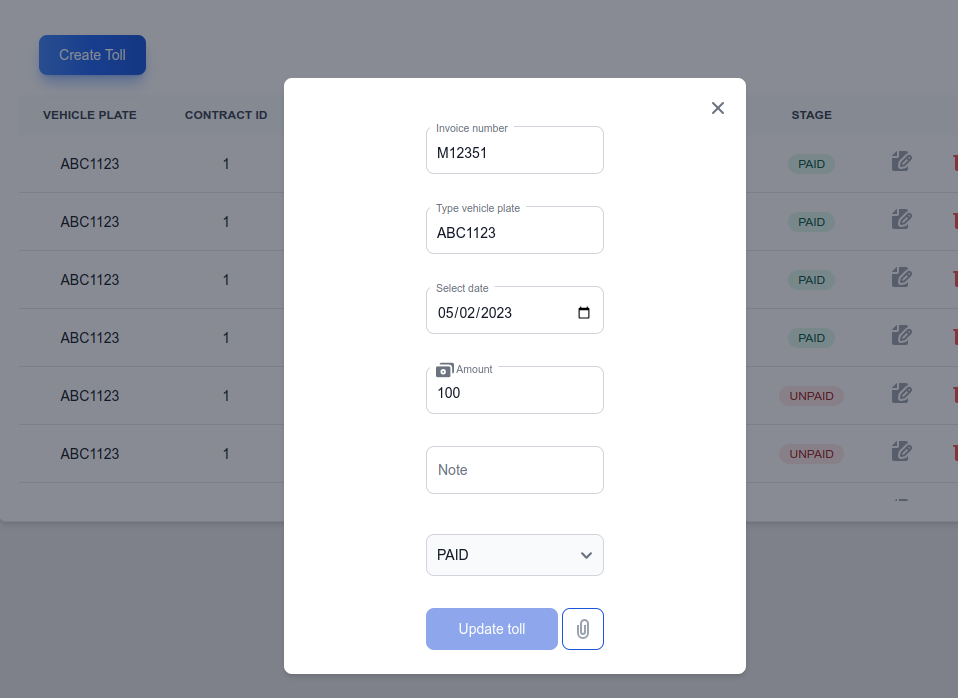 Create Toll
VEHICLE PLATE CONTRACT ID STAGE
ABC1123 1 PAID
ABC1123 1 PAID
ABC1123 1 PAID
ABC1123 1 PAID
ABC1123 1 UNPAID
ABC1123 1 UNPAID
Invoice number
M12351
Type vehicle plate
ABC1123
Select date
05/02/2023
Amount
100
Note
PAID
Update toll